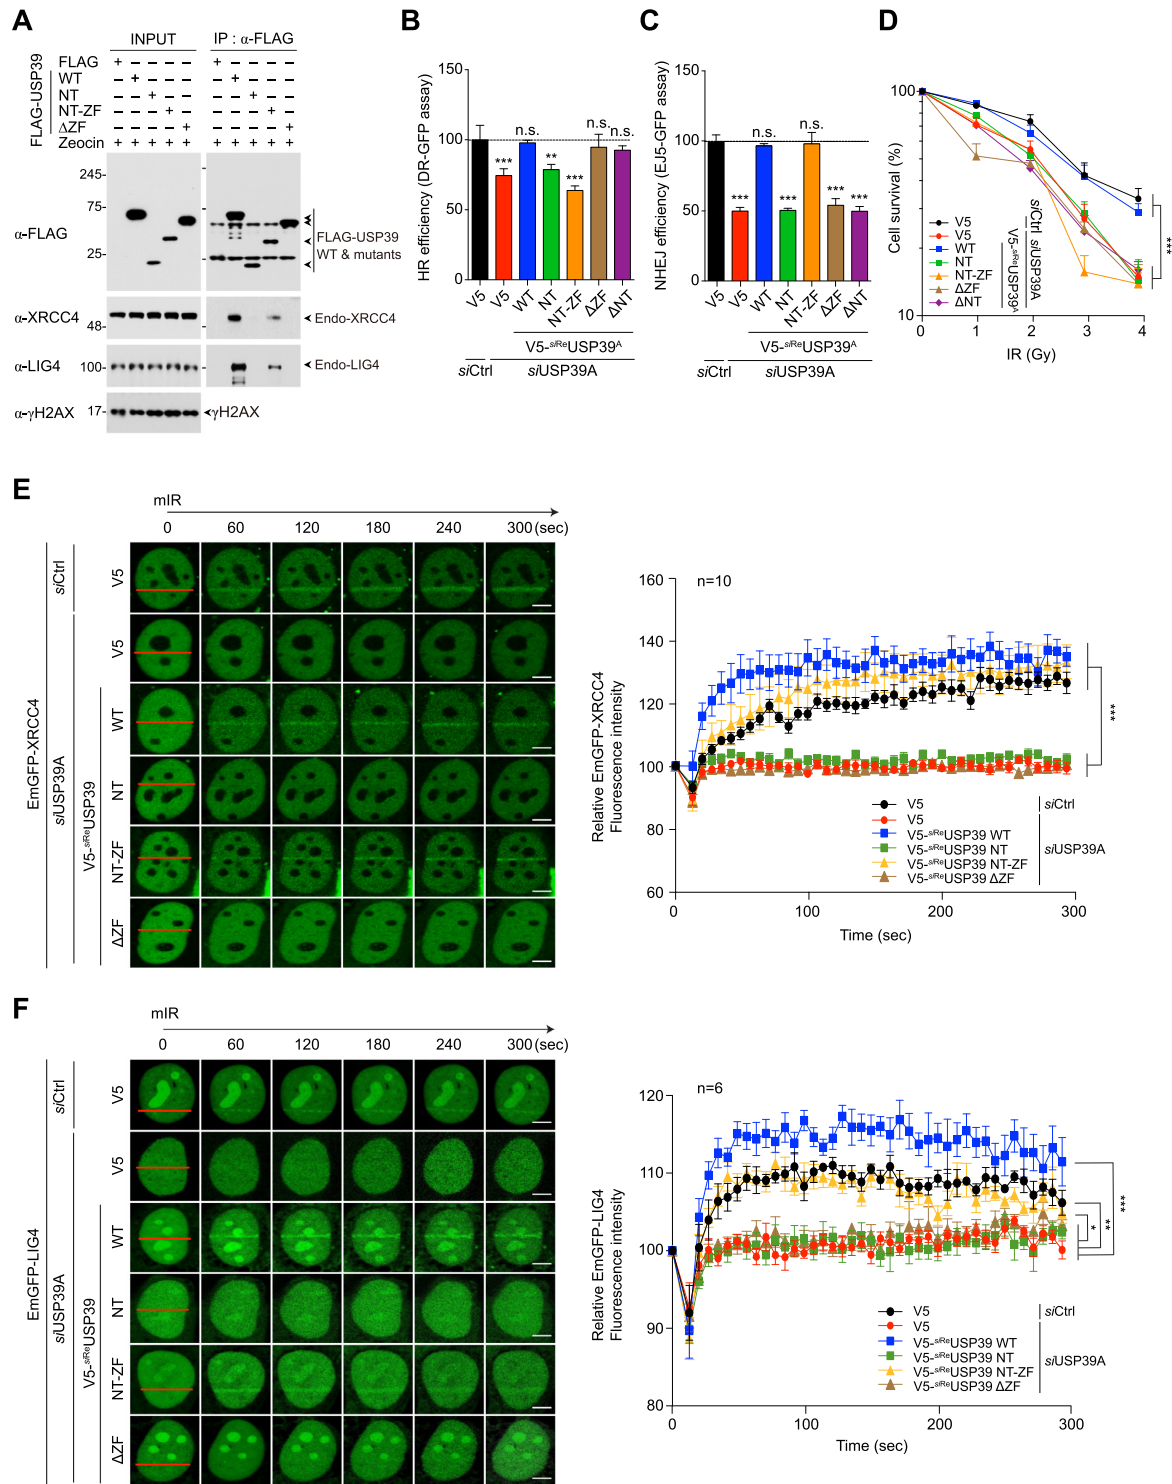 A
INPUT
IP : α-FLAG
FLAG-USP39
FLAG + – – – – + – – – –
WT – + – – – – + – – –
NT – – + – – – – + – –
NT-ZF – – – + – – – – + –
ΔZF – – – – + – – – – +
Zeocin + + + + + + + + + +
245-
75-
25-
α-FLAG
FLAG-USP39
WT & mutants
α-XRCC4
48-
Endo-XRCC4
α-LIG4
100-
Endo-LIG4
α-γH2AX
17-
γH2AX
B
HR efficiency (DR-GFP assay)
150
100
50
0
***
n.s.
**
***
n.s.
n.s.
V5
V5
WT
NT
NT-ZF
ΔZF
ΔNT
V5-siReUSP39A
siCtrl
siUSP39A
C
NHEJ efficiency (EJ5-GFP assay)
150
100
50
0
***
n.s.
***
n.s.
***
***
V5
V5
WT
NT
NT-ZF
ΔZF
ΔNT
V5-siReUSP39A
siCtrl
siUSP39A
D
Cell survival (%)
100
10
0 1 2 3 4
IR (Gy)
V5
V5
WT
NT
NT-ZF
ΔZF
ΔNT
siCtrl
siUSP39A
V5-siReUSP39A
***
E
mIR
0 60 120 180 240 300 (sec)
EmGFP-XRCC4
siCtrl
siUSP39A
V5-siReUSP39
V5
V5
WT
NT
NT-ZF
ΔZF
Relative EmGFP-XRCC4
Fluorescence intensity
n=10
160
140
120
100
80
60
0 100 200 300
Time (sec)
V5
V5
V5-siReUSP39 WT
V5-siReUSP39 NT
V5-siReUSP39 NT-ZF
V5-siReUSP39 ΔZF
siCtrl
siUSP39A
***
F
mIR
0 60 120 180 240 300 (sec)
EmGFP-LIG4
siCtrl
siUSP39A
V5-siReUSP39
V5
V5
WT
NT
NT-ZF
ΔZF
Relative EmGFP-LIG4
Fluorescence intensity
n=6
120
110
100
90
80
0 100 200 300
Time (sec)
V5
V5
V5-siReUSP39 WT
V5-siReUSP39 NT
V5-siReUSP39 NT-ZF
V5-siReUSP39 ΔZF
siCtrl
siUSP39A
*
**
***